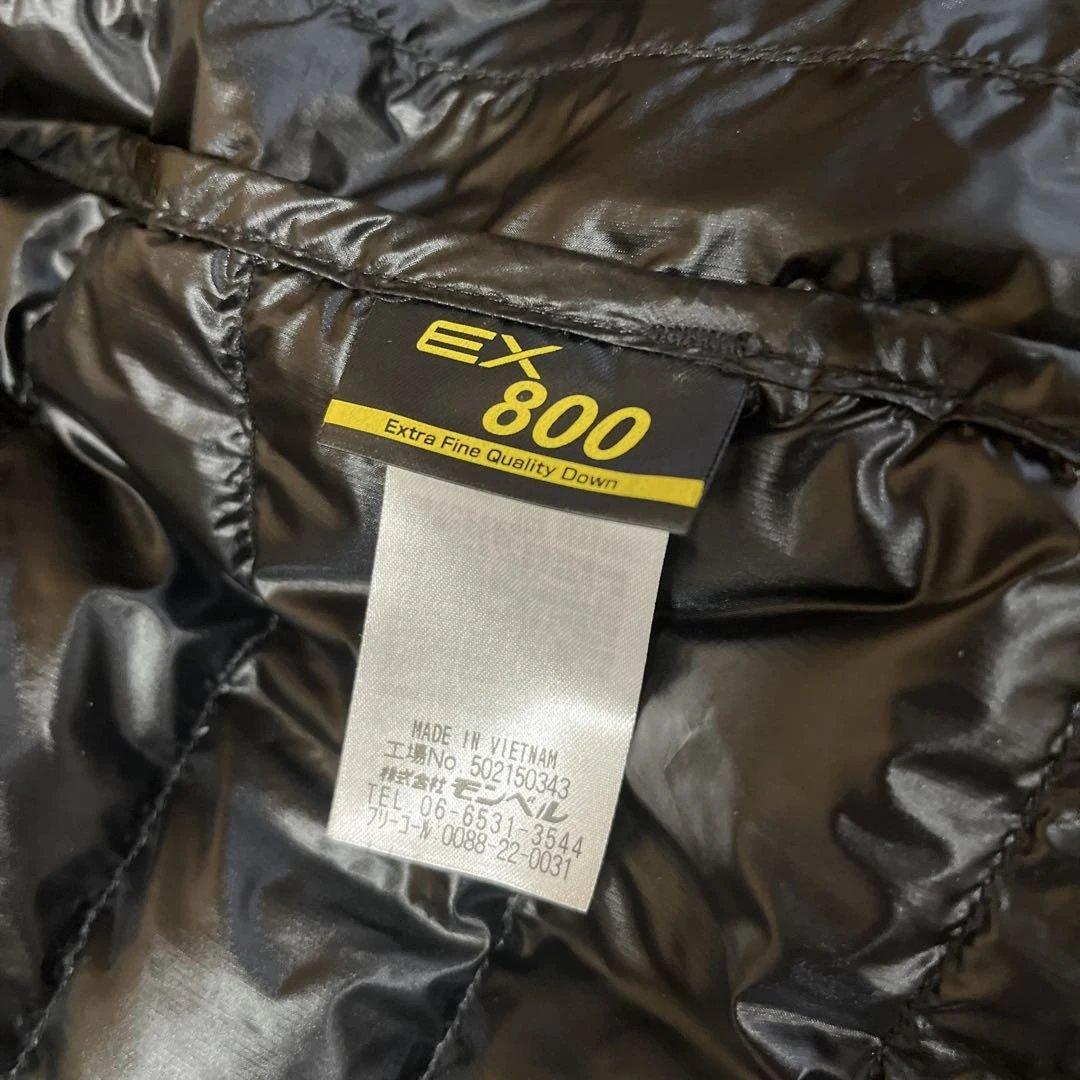 EX
800
Extra Fine Quality Down
MADE IN VIETNAM
工場No. 502150343
株式会社 モンベル
TEL 06-6531-3544
フリーコール 0088-22-0031